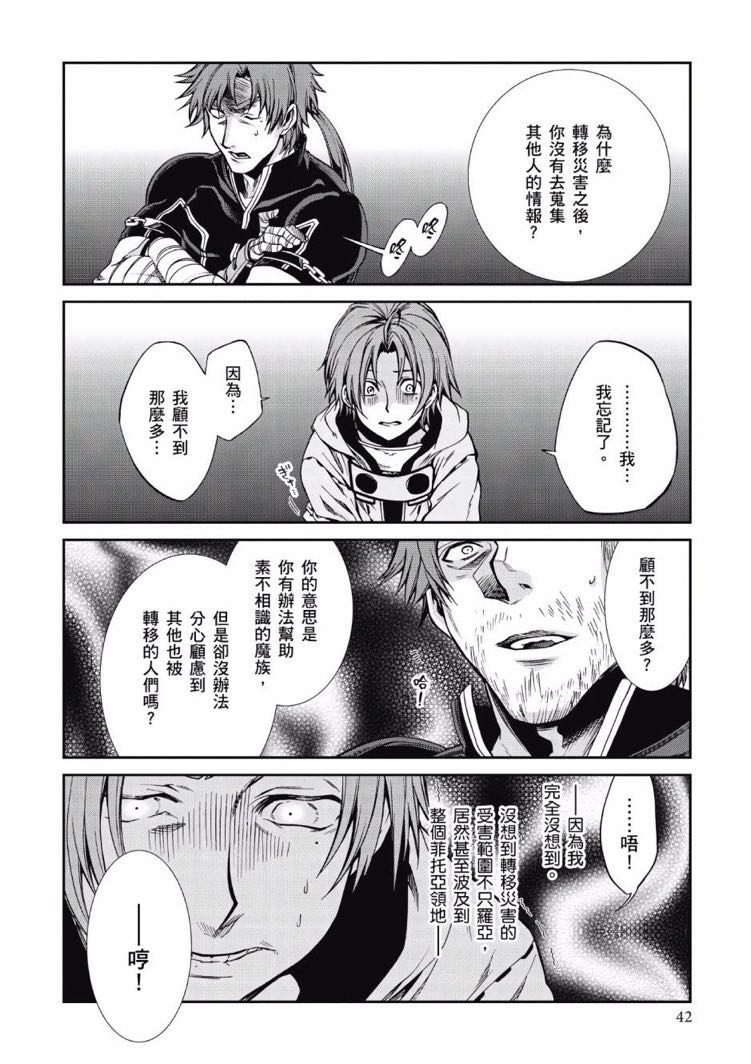 為什麼
轉移災害之後，
你沒有去蒐集
其他人的情報？
咚
咚
…………我…
我忘記了。
因為…
我顧不到
那麼多…
ギュ…
顧不到那麼多？
哈！
你的意思是
你有辦法幫助
素不相識的魔族，
但是卻沒辦法
分心顧慮到
其他也被
轉移的人們嗎？
……唔！
——因為我
完全沒想到。
沒想到轉移災害的
受害範圍不只羅亞，
居然甚至波及到
整個菲托亞領地——
——哼！
42